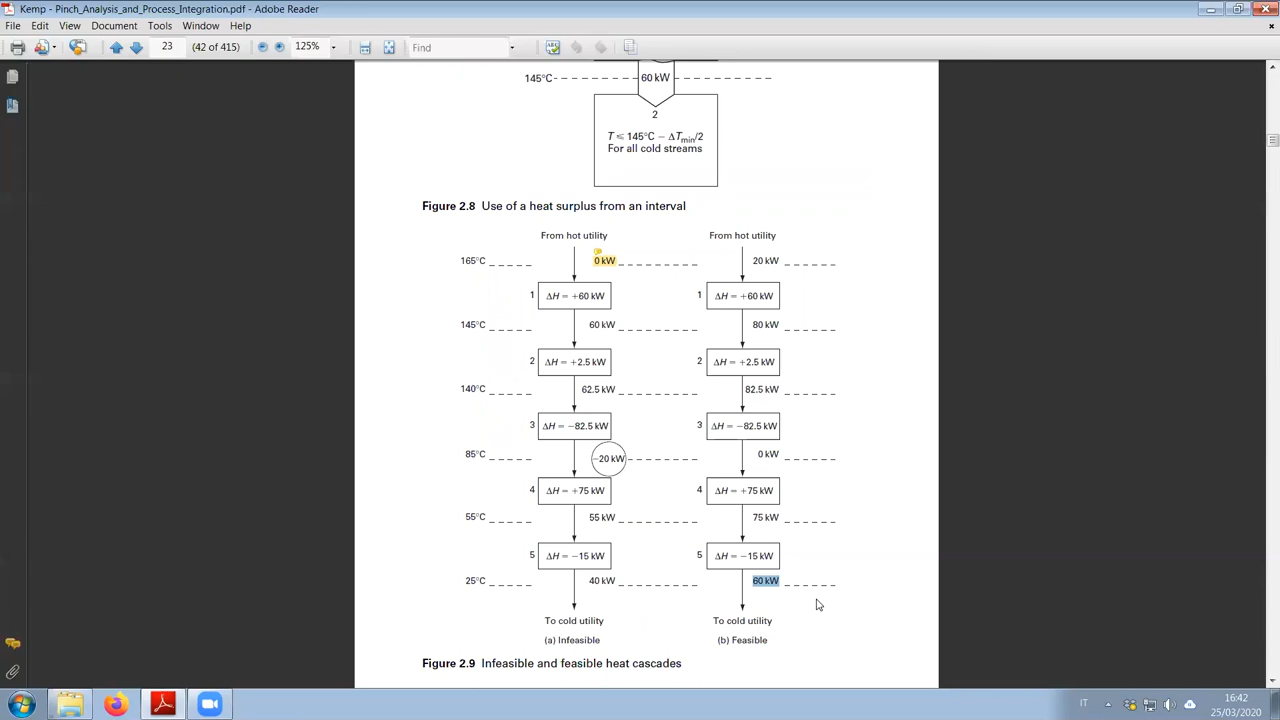 Kemp - Pinch_Analysis_and_Process_Integration.pdf - Adobe Reader
File Edit View Document Tools Window Help
23 (42 of 415) 125% Find
145°C 60 kW
2
T ⩽ 145°C − ΔTmin/2
For all cold streams
Figure 2.8 Use of a heat surplus from an interval
From hot utility From hot utility
165°C 0 kW 20 kW
1 ΔH = +60 kW 1 ΔH = +60 kW
145°C 60 kW 80 kW
2 ΔH = +2.5 kW 2 ΔH = +2.5 kW
140°C 62.5 kW 82.5 kW
3 ΔH = −82.5 kW 3 ΔH = −82.5 kW
85°C −20 kW 0 kW
4 ΔH = +75 kW 4 ΔH = +75 kW
55°C 55 kW 75 kW
5 ΔH = −15 kW 5 ΔH = −15 kW
25°C 40 kW 60 kW
To cold utility To cold utility
(a) Infeasible (b) Feasible
Figure 2.9 Infeasible and feasible heat cascades
IT 16:42
25/03/2020